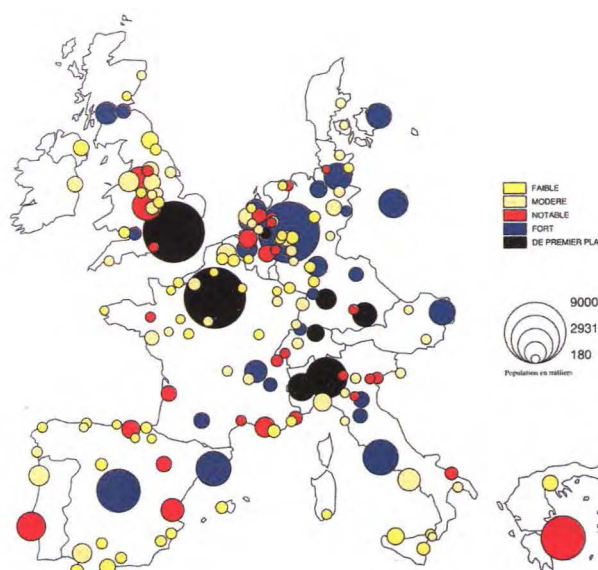 FAIBLE
MODERE
NOTABLE
FORT
DE PREMIER PLA
9000
2931
180
Population en milliers